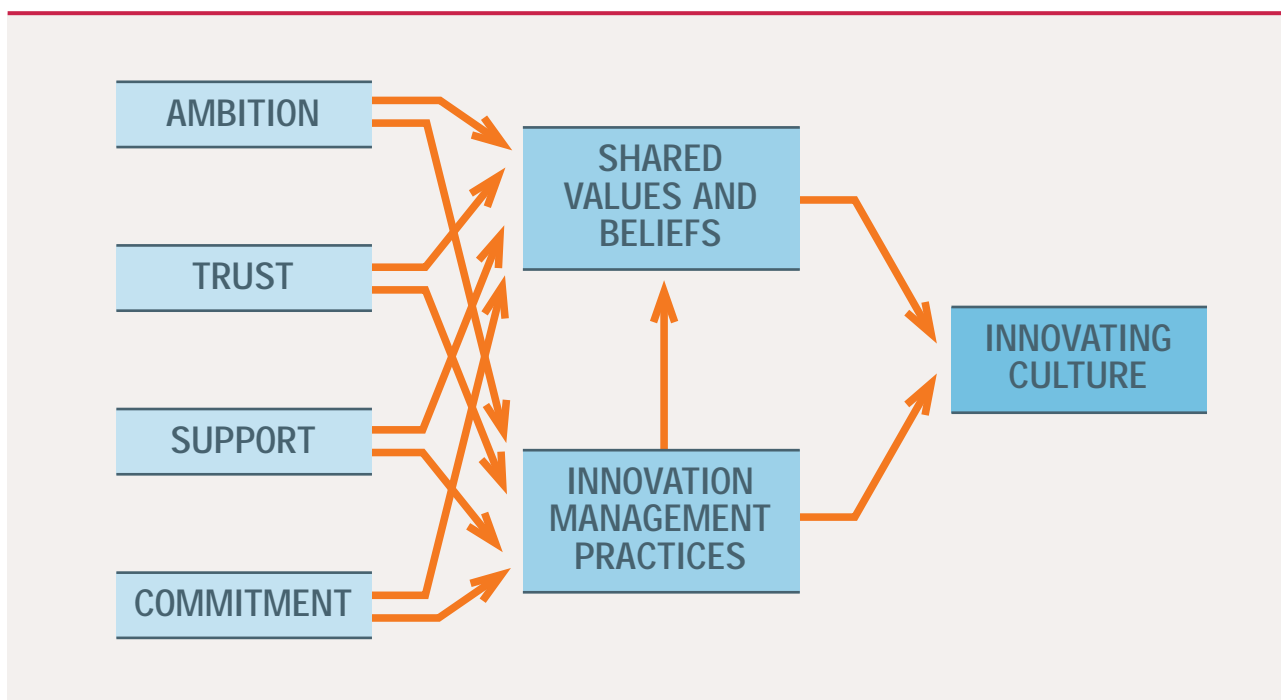 AMBITION
TRUST
SUPPORT
COMMITMENT
SHARED
VALUES AND
BELIEFS
INNOVATION
MANAGEMENT
PRACTICES
INNOVATING
CULTURE